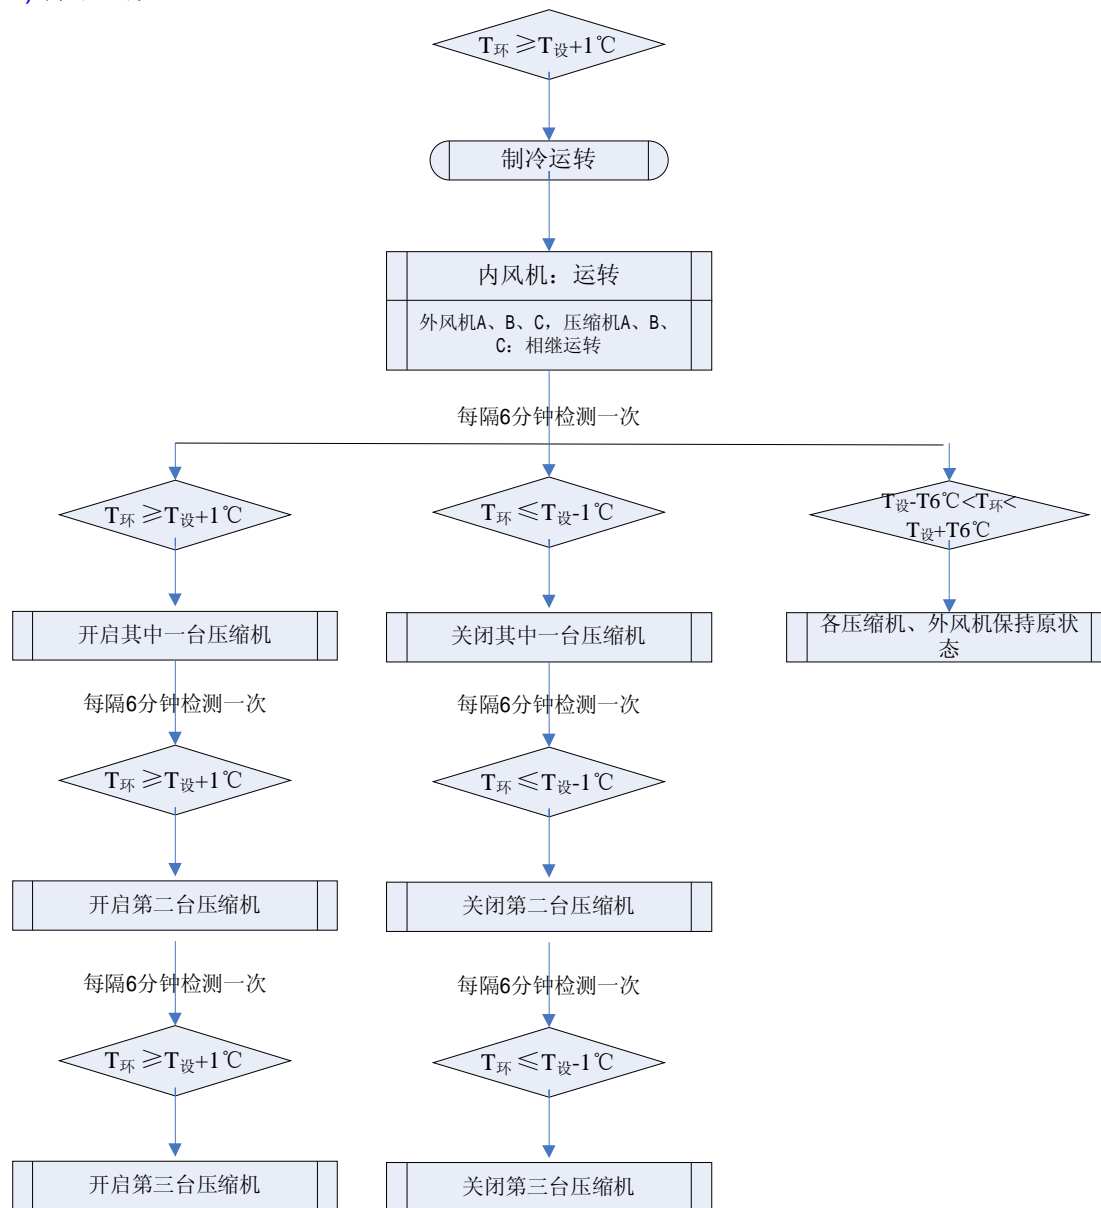 T环 ≥T设+1℃
制冷运转
内风机：运转
外风机A、B、C，压缩机A、B、
C：相继运转
每隔6分钟检测一次
T环 ≥T设+1℃
T环 ≤T设-1℃
T设-T6℃<T环<
T设+T6℃
开启其中一台压缩机
关闭其中一台压缩机
各压缩机、外风机保持原状
态
每隔6分钟检测一次
每隔6分钟检测一次
T环 ≥T设+1℃
T环 ≤T设-1℃
开启第二台压缩机
关闭第二台压缩机
每隔6分钟检测一次
每隔6分钟检测一次
T环 ≥T设+1℃
T环 ≤T设-1℃
开启第三台压缩机
关闭第三台压缩机